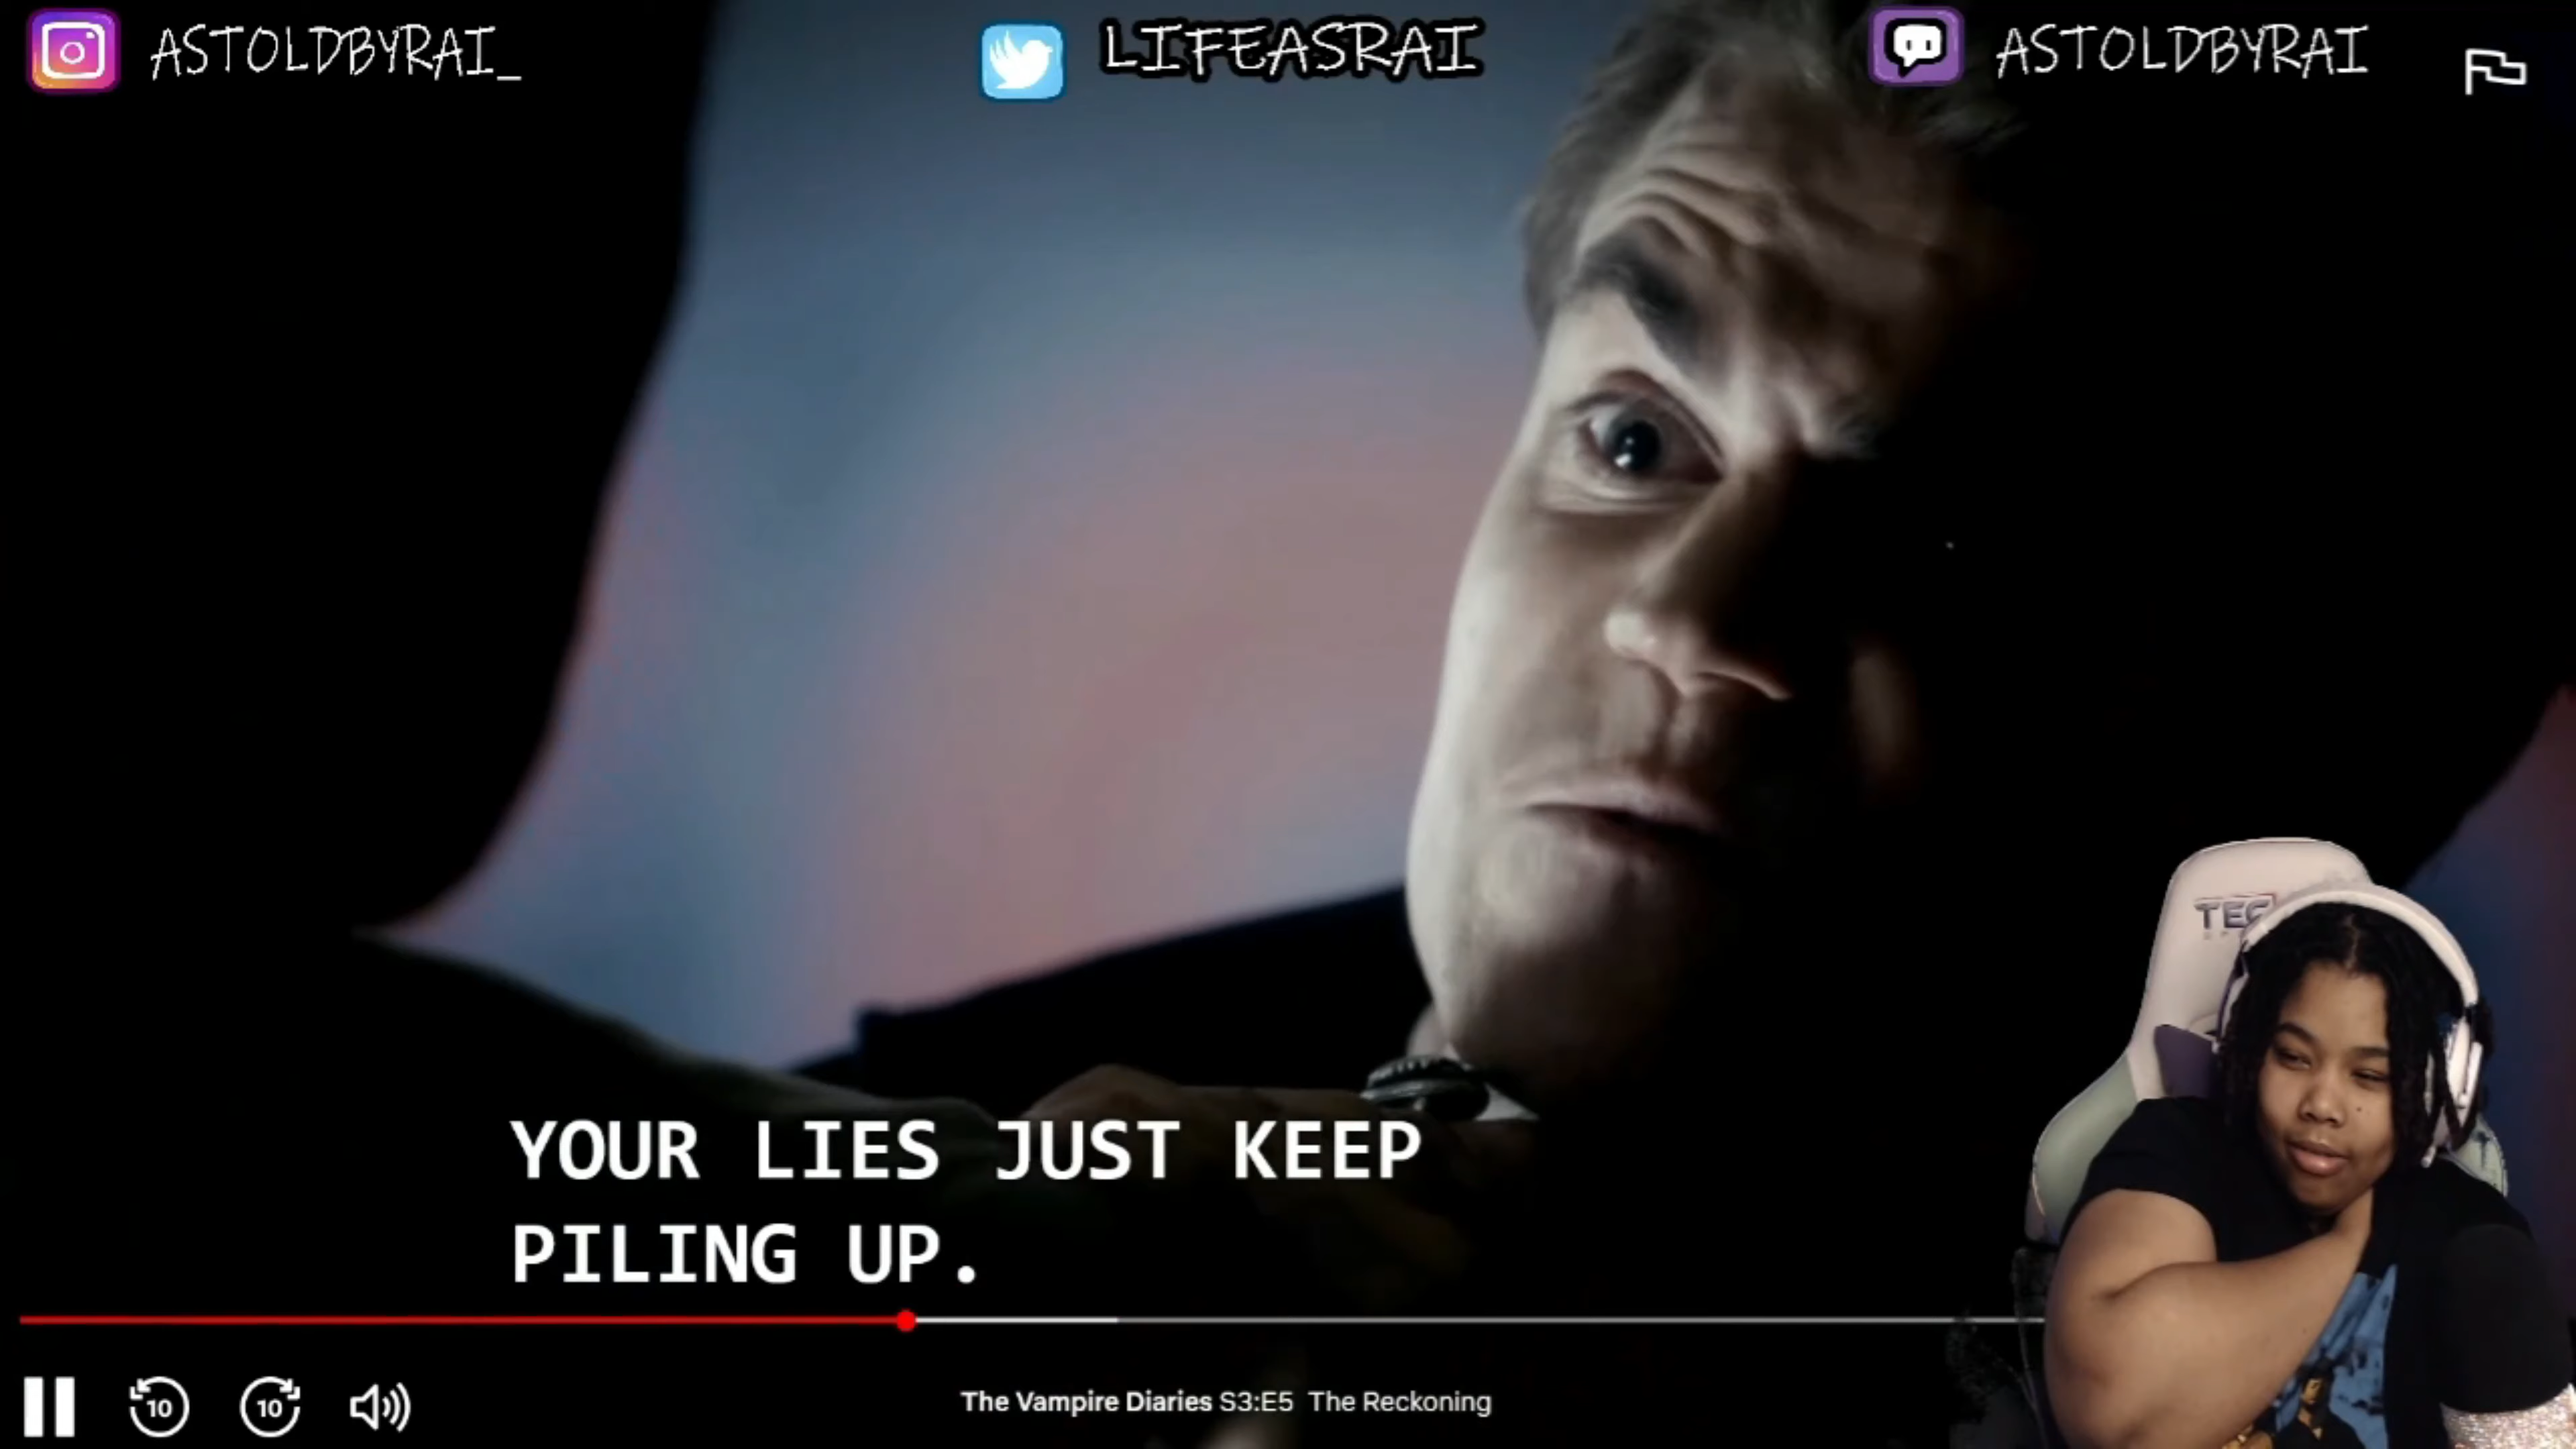 ASTOLDBYRAI_
LIFEASRAI
ASTOLDBYRAI
YOUR LIES JUST KEEP
PILING UP.
10
10
The Vampire Diaries S3:E5 The Reckoning